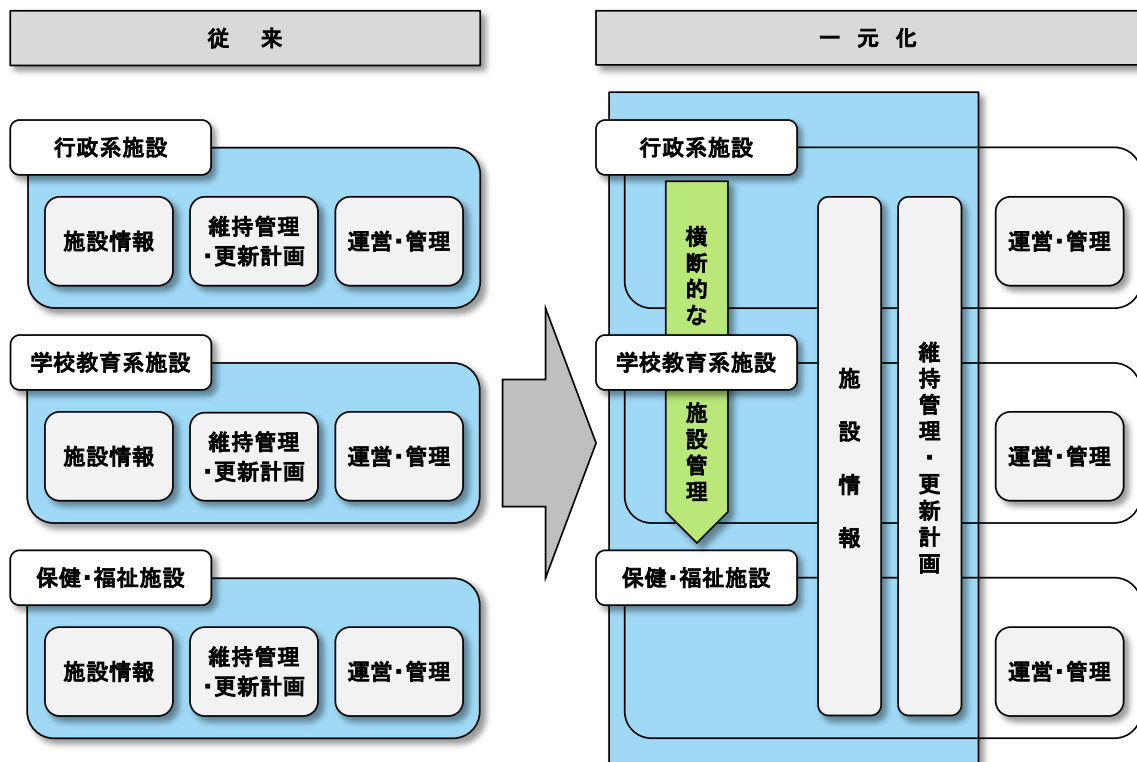 従 来
行政系施設
施設情報
維持管理
・更新計画
運営・管理
学校教育系施設
施設情報
維持管理
・更新計画
運営・管理
保健・福祉施設
施設情報
維持管理
・更新計画
運営・管理
一 元 化
行政系施設
横断的な
施設管理
学校教育系施設
保健・福祉施設
施設情報
維持管理・更新計画
運営・管理
運営・管理
運営・管理